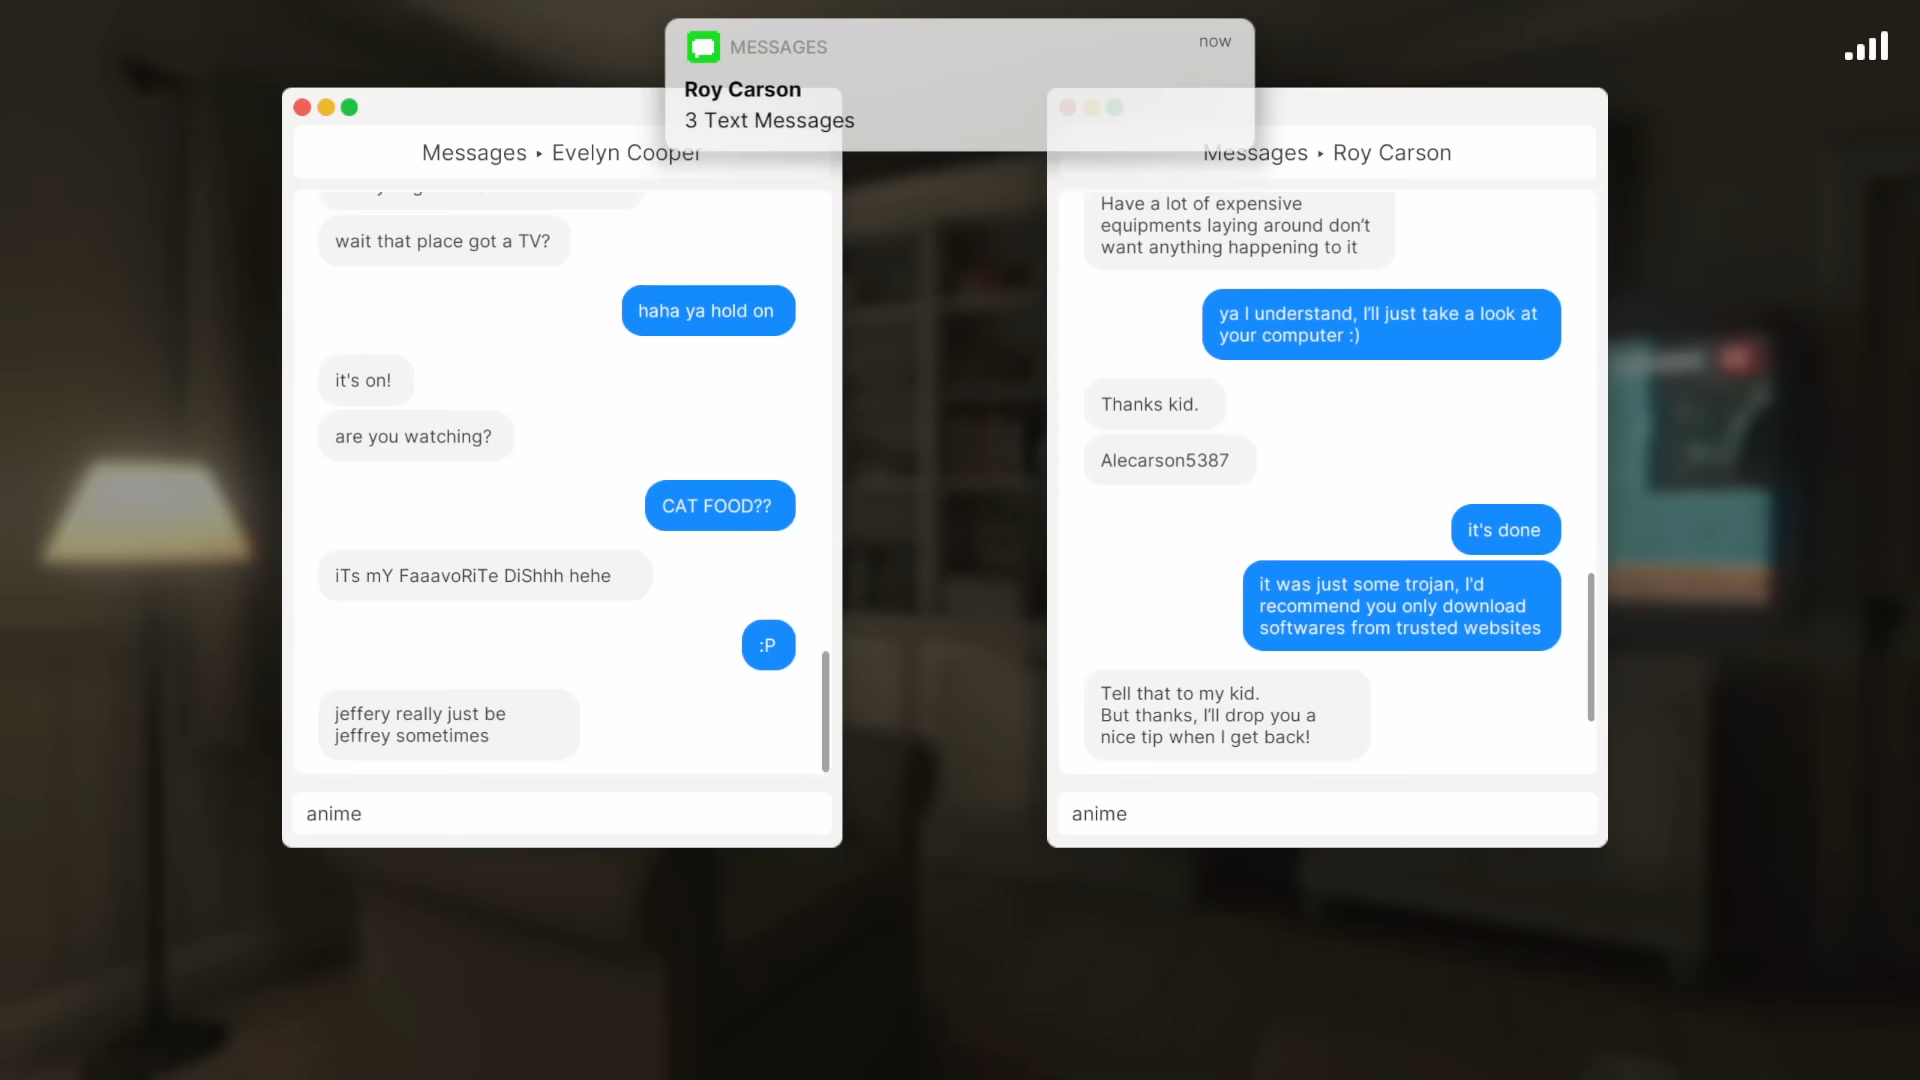 MESSAGES
now
Roy Carson
3 Text Messages
Messages ‣ Evelyn Cooper
wait that place got a TV?
haha ya hold on
it's on!
are you watching?
CAT FOOD??
iTs mY FaaavoRiTe DiShhh hehe
:P
jeffery really just be
jeffrey sometimes
anime
Messages ‣ Roy Carson
Have a lot of expensive
equipments laying around don’t
want anything happening to it
ya I understand, I’ll just take a look at
your computer :)
Thanks kid.
Alecarson5387
it's done
it was just some trojan, I'd
recommend you only download
softwares from trusted websites
Tell that to my kid.
But thanks, I’ll drop you a
nice tip when I get back!
anime